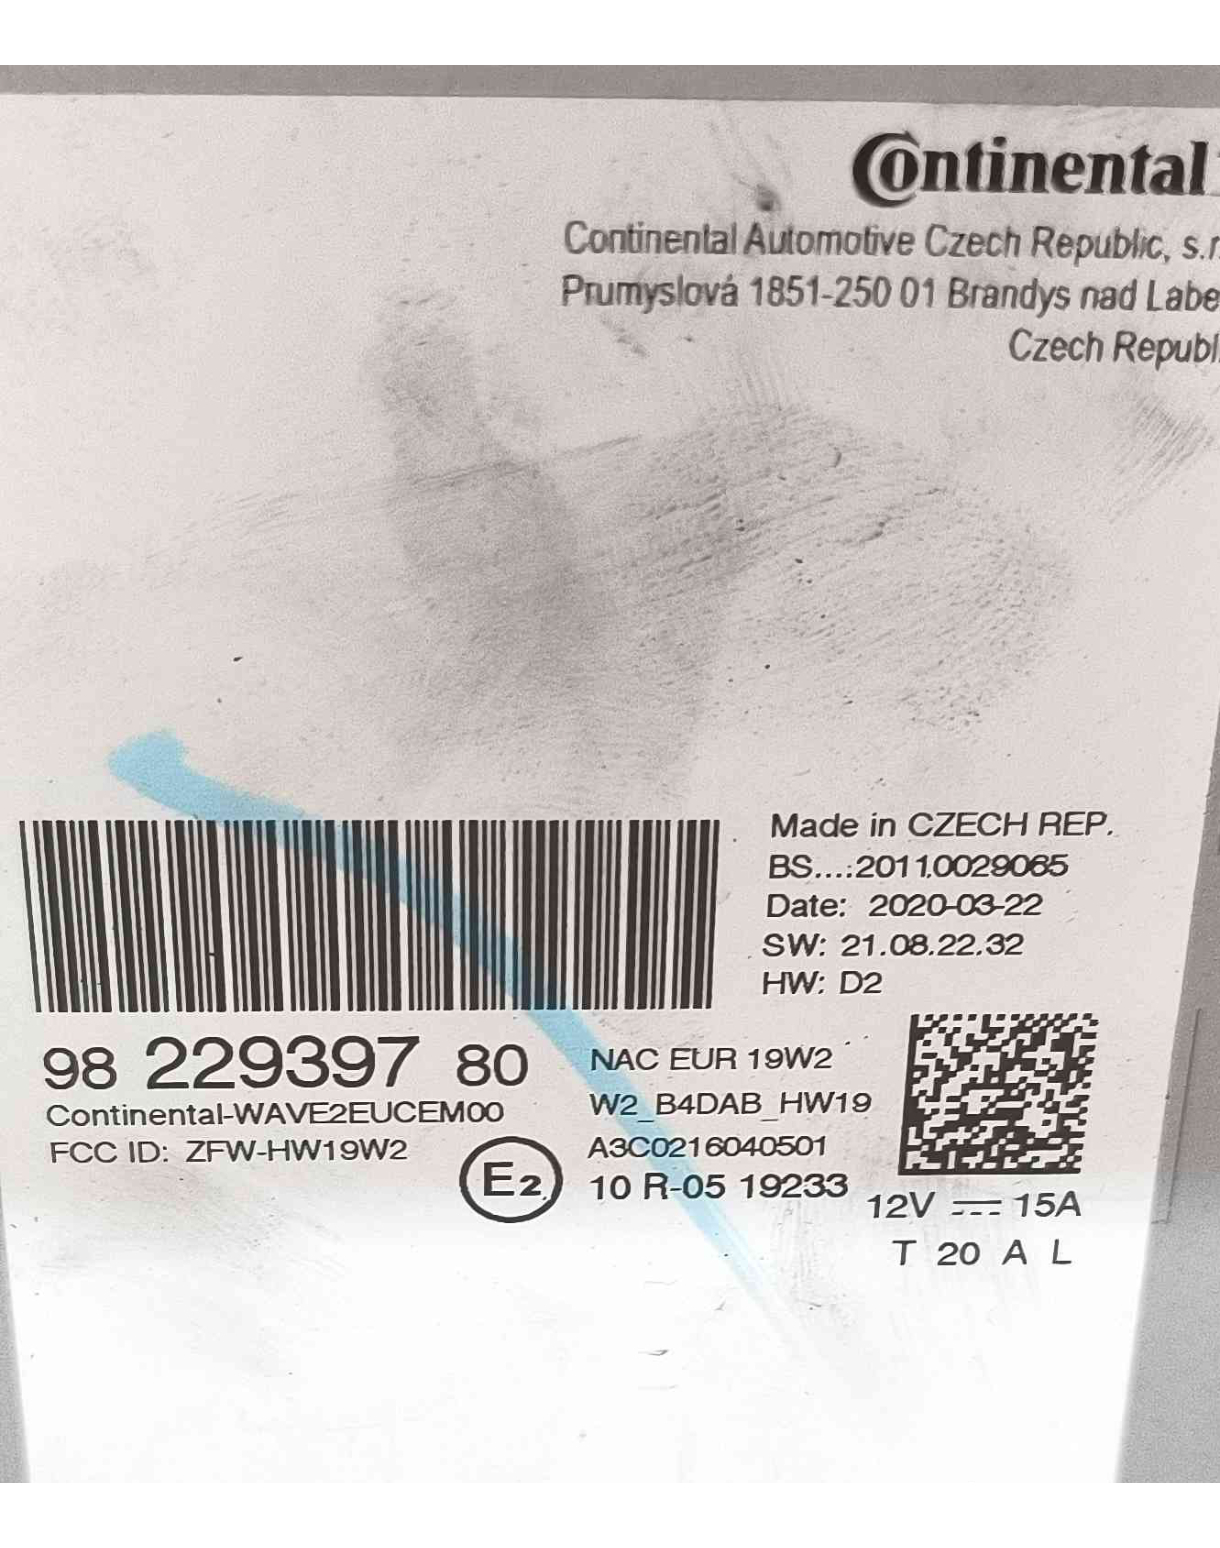 Continental
Continental Automotive Czech Republic, s.r
Prumyslová 1851-250 01 Brandys nad Labe
Czech Republ
Made in CZECH REP.
BS...:20110029065
Date: 2020-03-22
SW: 21.08.22.32
HW: D2
98 229397 80
Continental-WAVE2EUCEM00
FCC ID: ZFW-HW19W2
E2
NAC EUR 19W2
W2_B4DAB_HW19
A3C0216040501
10 R-05 19233
12V ⎓ 15A
T 20 A L